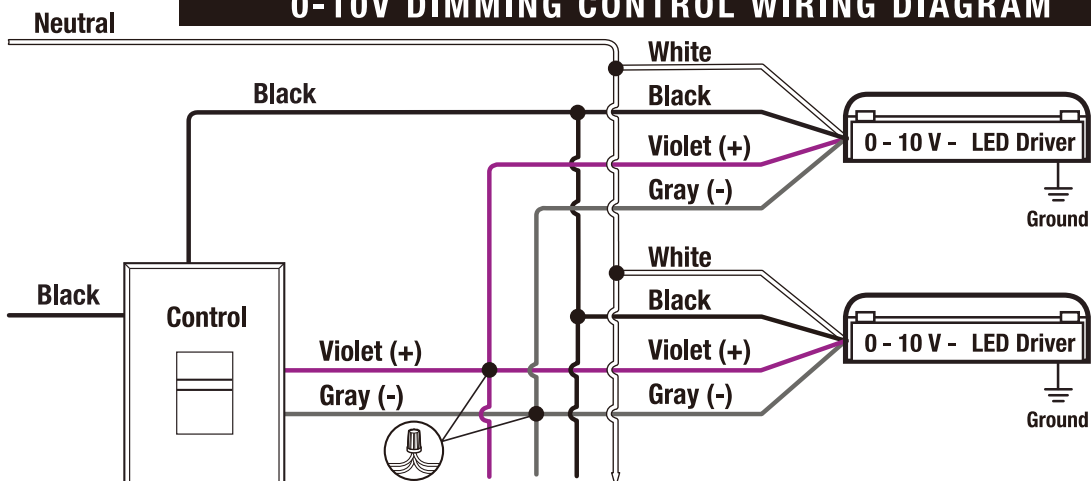 0-10V DIMMING CONTROL WIRING DIAGRAM
Neutral
White
Black
Black
Violet (+)
Gray (-)
0 - 10 V - LED Driver
Ground
White
Black
Black
Control
Violet (+)
Violet (+)
Gray (-)
Gray (-)
0 - 10 V - LED Driver
Ground